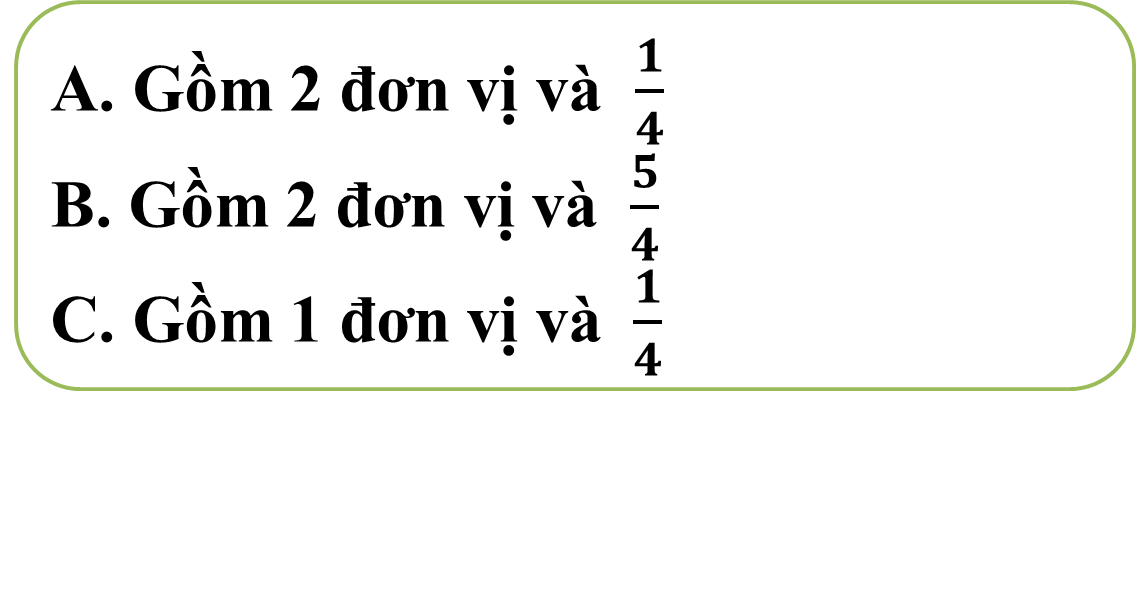 A. Gồm 2 đơn vị và 1/4
B. Gồm 2 đơn vị và 5/4
C. Gồm 1 đơn vị và 1/4